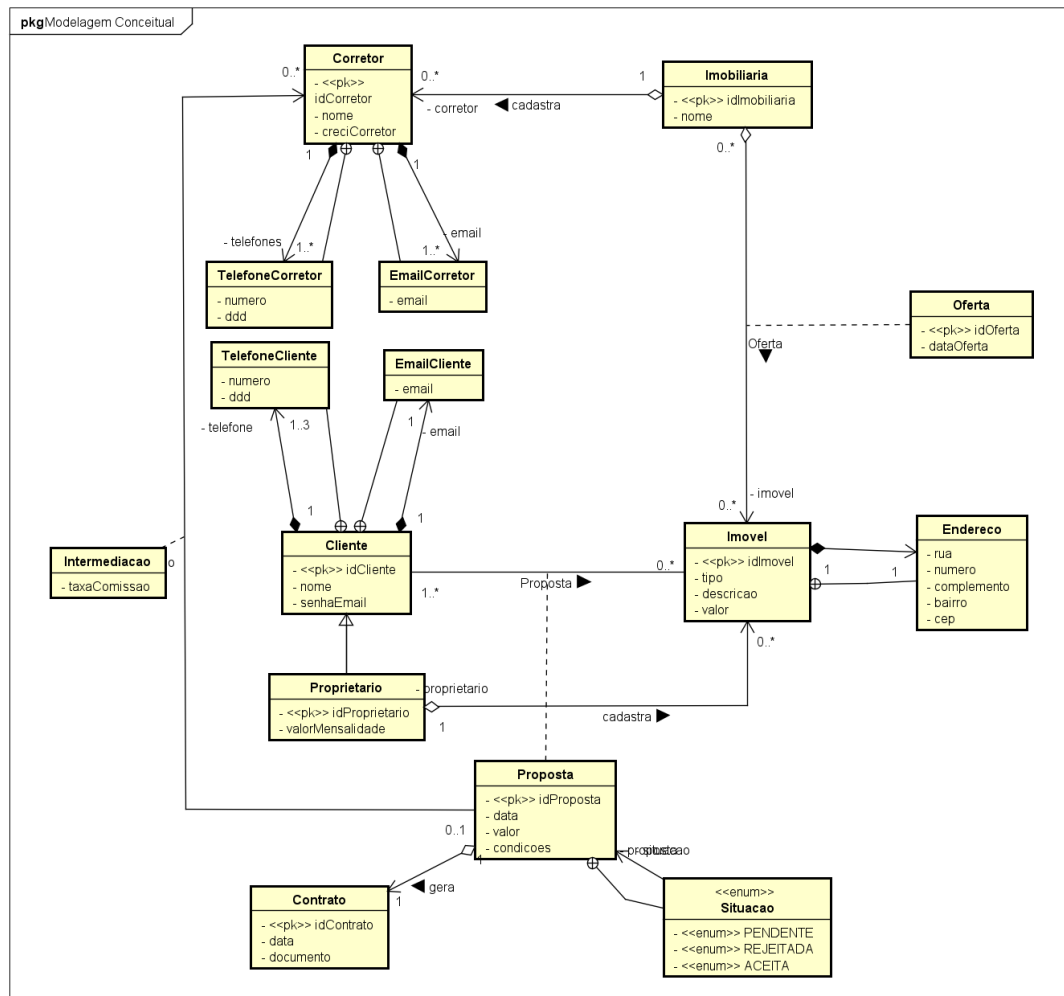 pkg Modelagem Conceitual
Corretor
- <<pk>>
idCorretor
- nome
- creciCorretor
0..*
0..*
- corretor
cadastra
1
Imobiliaria
- <<pk>> idImobiliaria
- nome
0..*
1
1
- telefones
1..*
- email
1..*
TelefoneCorretor
- numero
- ddd
EmailCorretor
- email
Oferta
- <<pk>> idOferta
- dataOferta
Oferta
TelefoneCliente
- numero
- ddd
EmailCliente
- email
- telefone
1..3
1
- email
1
1
- imovel
0..*
Cliente
- <<pk>> idCliente
- nome
- senhaEmail
1..*
Proposta
0..*
Imovel
- <<pk>> idImovel
- tipo
- descricao
- valor
1
1
Endereco
- rua
- numero
- complemento
- bairro
- cep
Intermediacao
- taxaComissao
o
0..*
Proprietario
- <<pk>> idProprietario
- valorMensalidade
- proprietario
1
cadastra
Proposta
- <<pk>> idProposta
- data
- valor
- condicoes
0..1
1
gera
1
Contrato
- <<pk>> idContrato
- data
- documento
- proposta
- situacao
<<enum>>
Situacao
- <<enum>> PENDENTE
- <<enum>> REJEITADA
- <<enum>> ACEITA